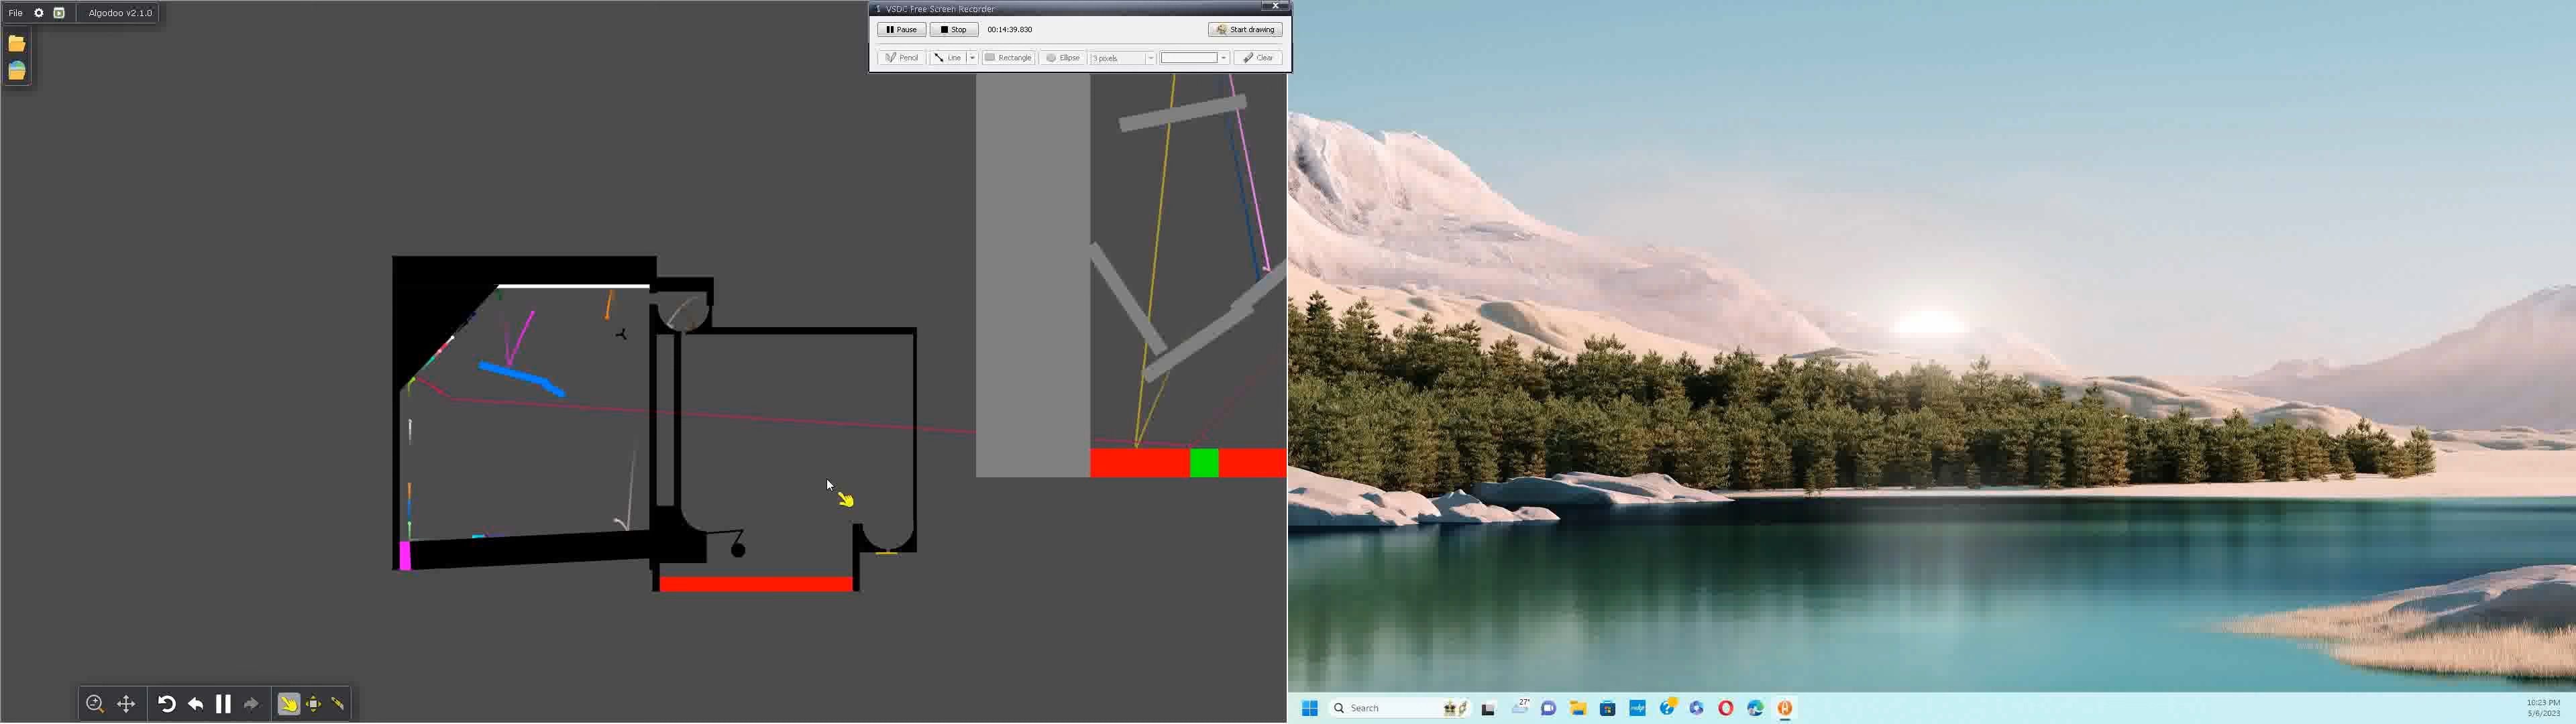 File Algodoo v2.1.0
VSDC Free Screen Recorder
Pause Stop 00:14:39.830 Start drawing
Pencil Line Rectangle Ellipse 3 pixels Clear
Search 27°
10:23 PM
5/6/2023